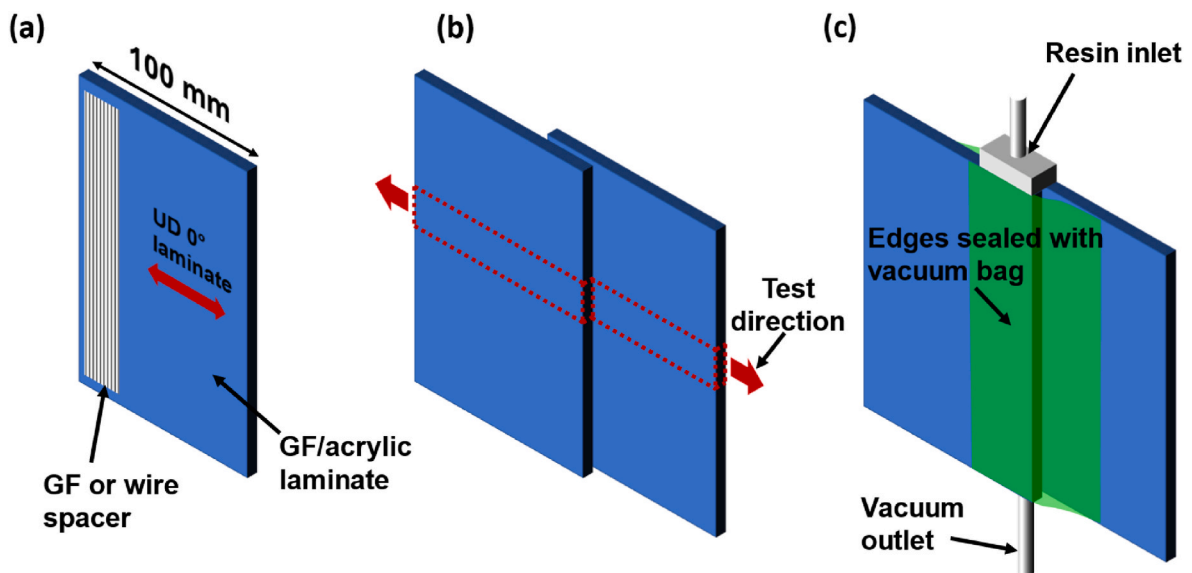 (a)
100 mm
UD 0°
laminate
GF or wire
spacer
GF/acrylic
laminate
(b)
Test
direction
(c)
Resin inlet
Edges sealed with
vacuum bag
Vacuum
outlet